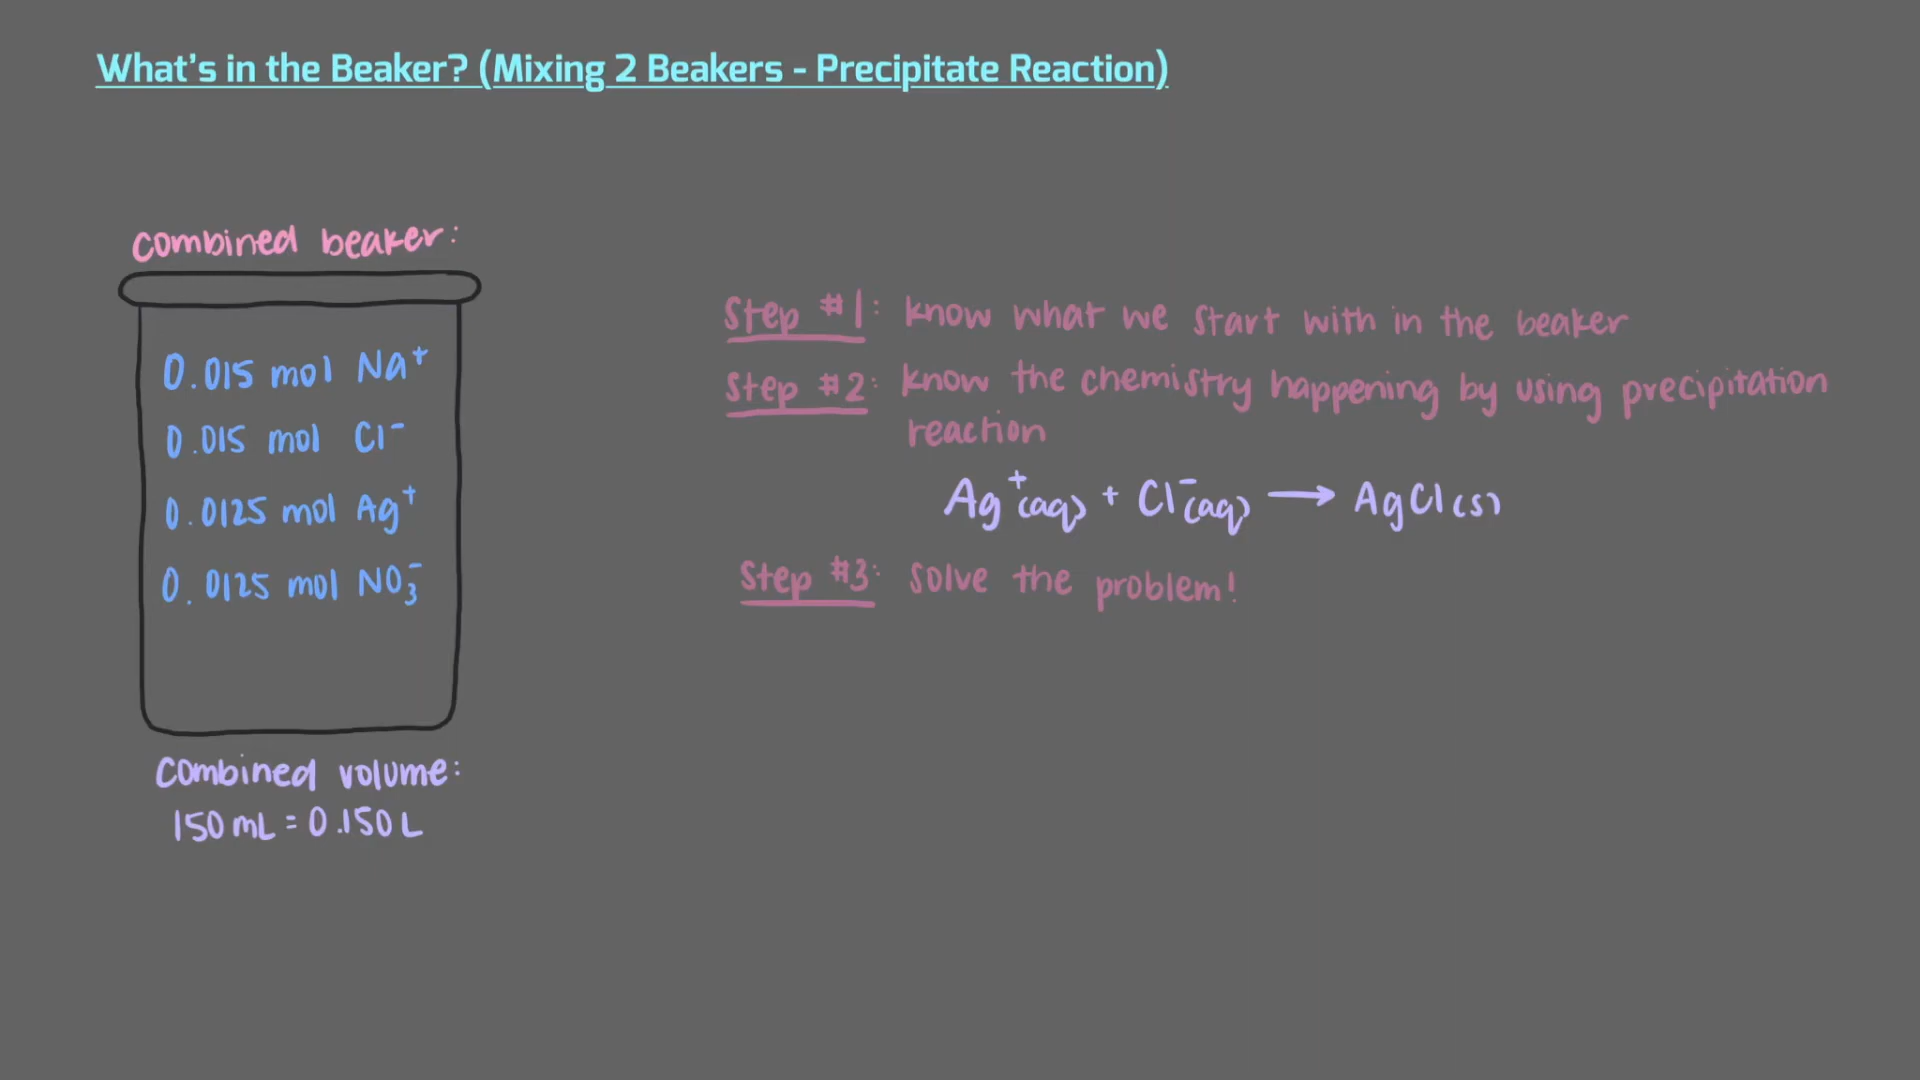 What's in the Beaker? (Mixing 2 Beakers - Precipitate Reaction)
combined beaker:
0.015 mol Na⁺
0.015 mol Cl⁻
0.0125 mol Ag⁺
0.0125 mol NO₃⁻
combined volume:
150 mL = 0.150 L
Step #1: know what we start with in the beaker
Step #2: know the chemistry happening by using precipitation
reaction
Ag⁺(aq) + Cl⁻(aq) → AgCl(s)
Step #3: solve the problem!